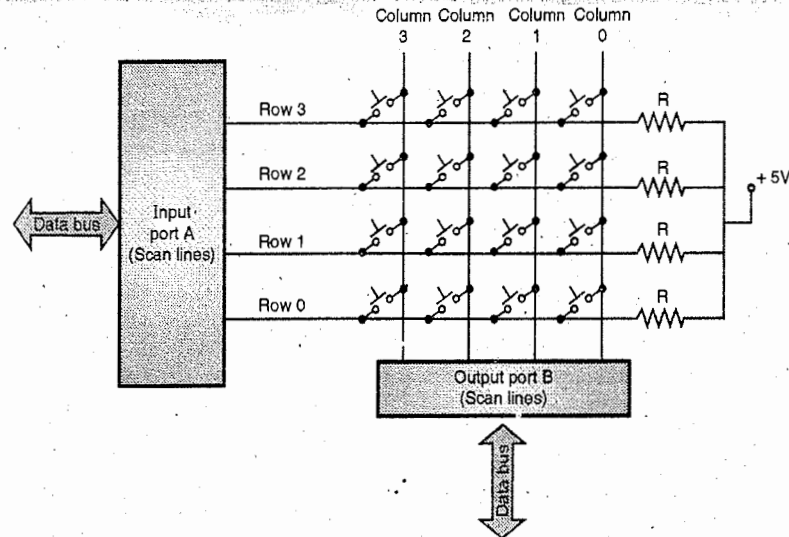 Column Column Column Column
3 2 1 0
Row 3
R
Row 2
R
+ 5V
Input
port A
(Scan lines)
Data bus
Row 1
R
Row 0
R
Output port B
(Scan lines)
Data bus